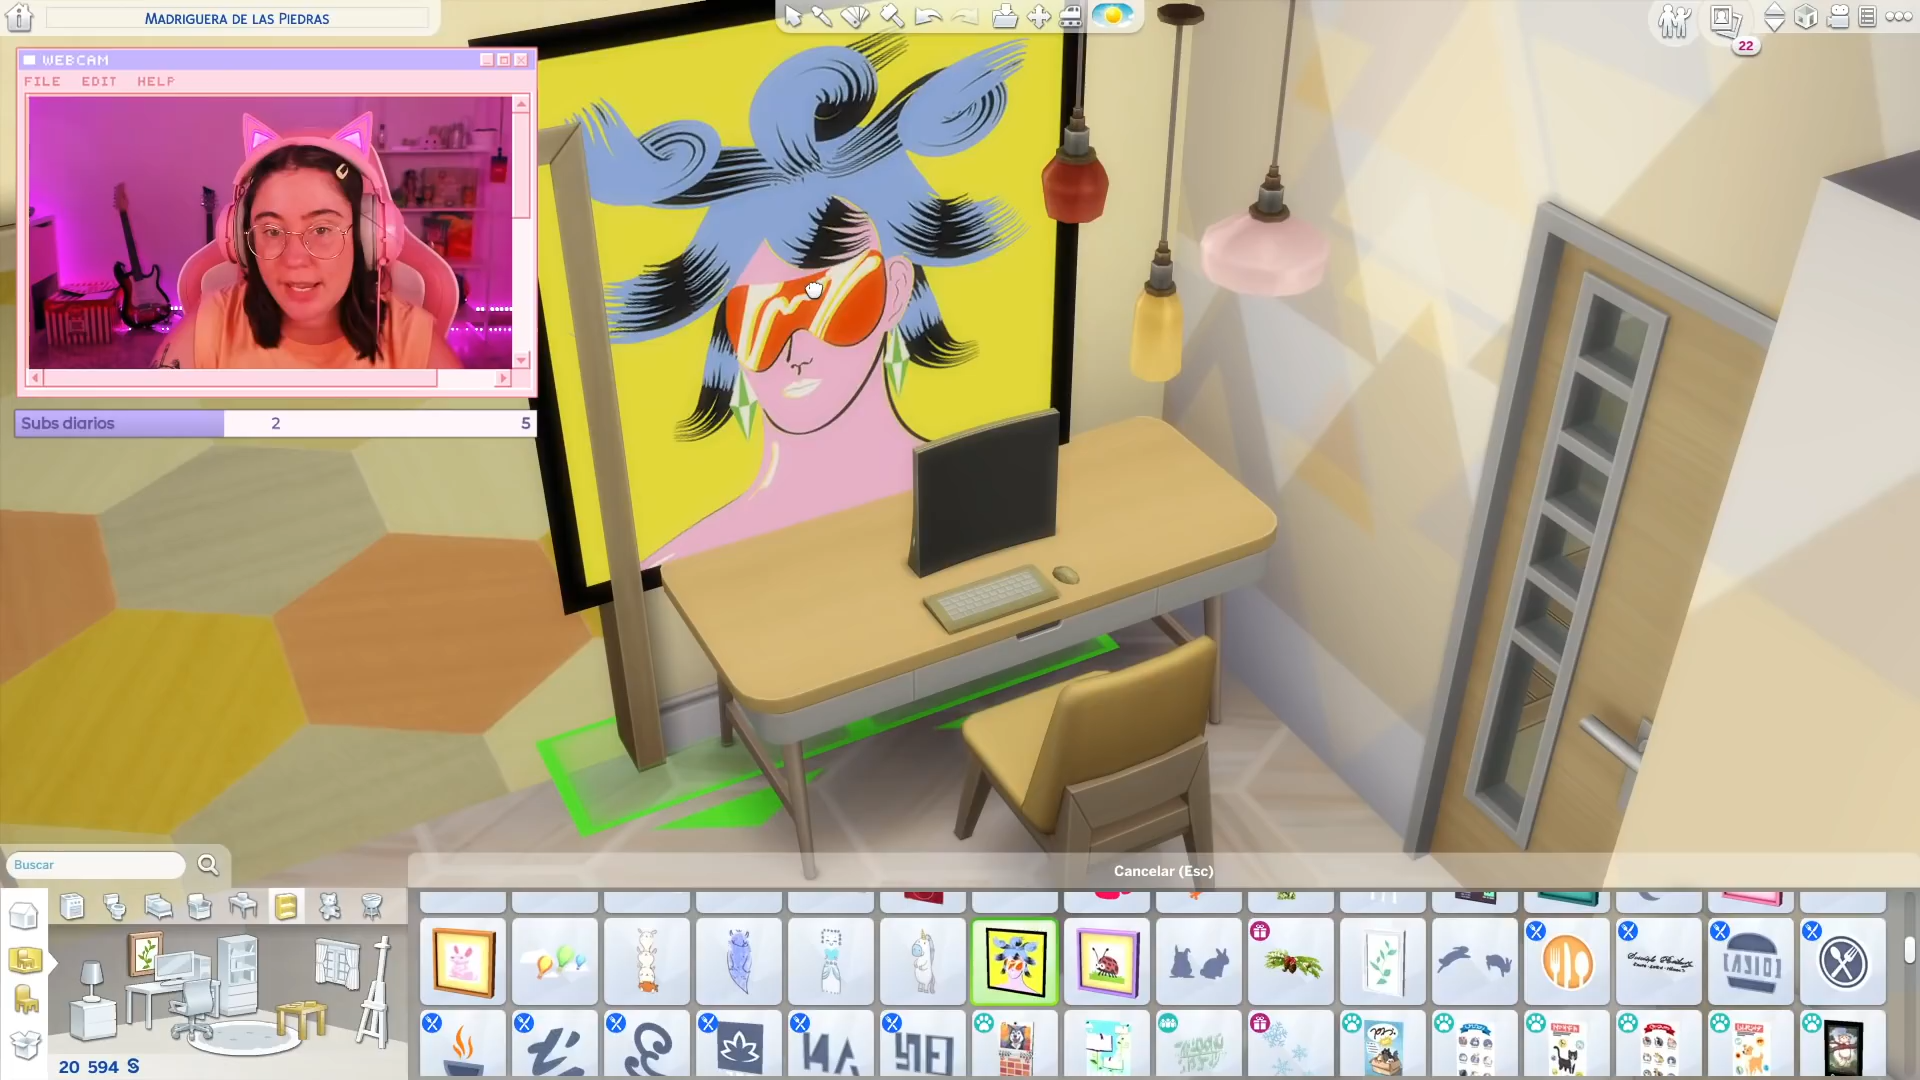 Madriguera de las Piedras
22
WEBCAM
FILE EDIT HELP
Subs diarios 2 5
Buscar
Cancelar (Esc)
20 594 $